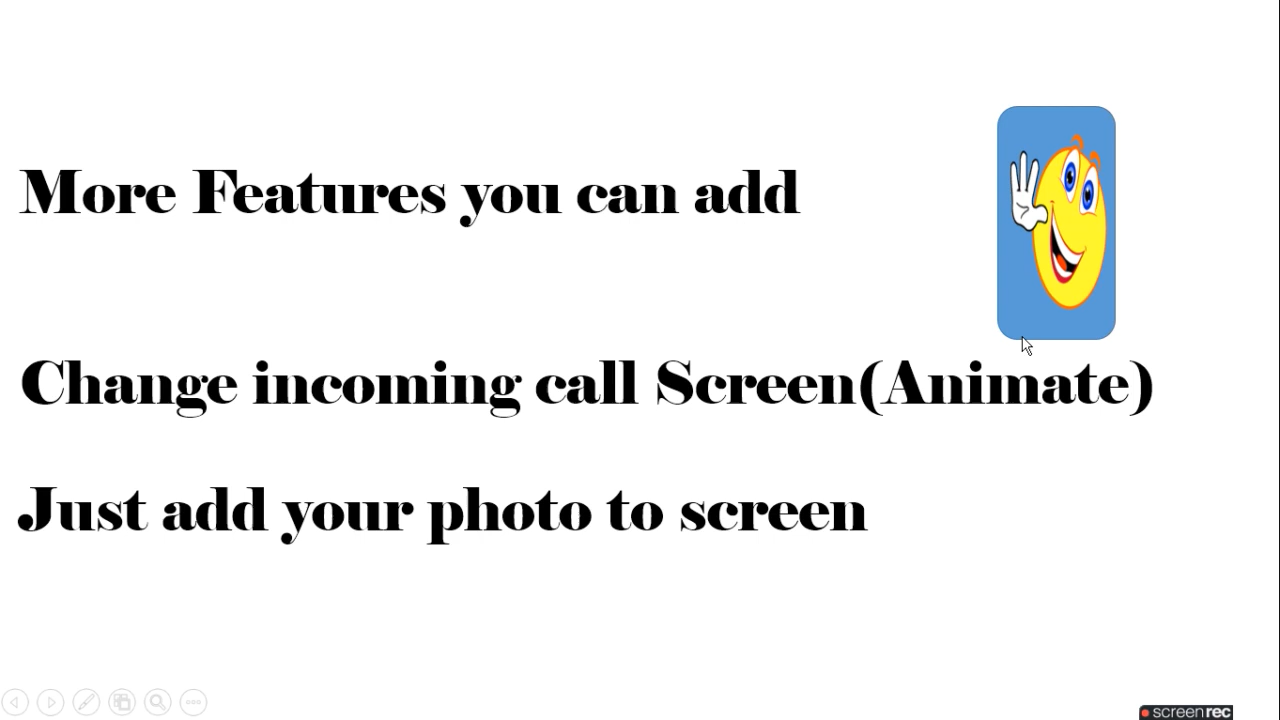 More Features you can add
Change incoming call Screen(Animate)
Just add your photo to screen
screenrec